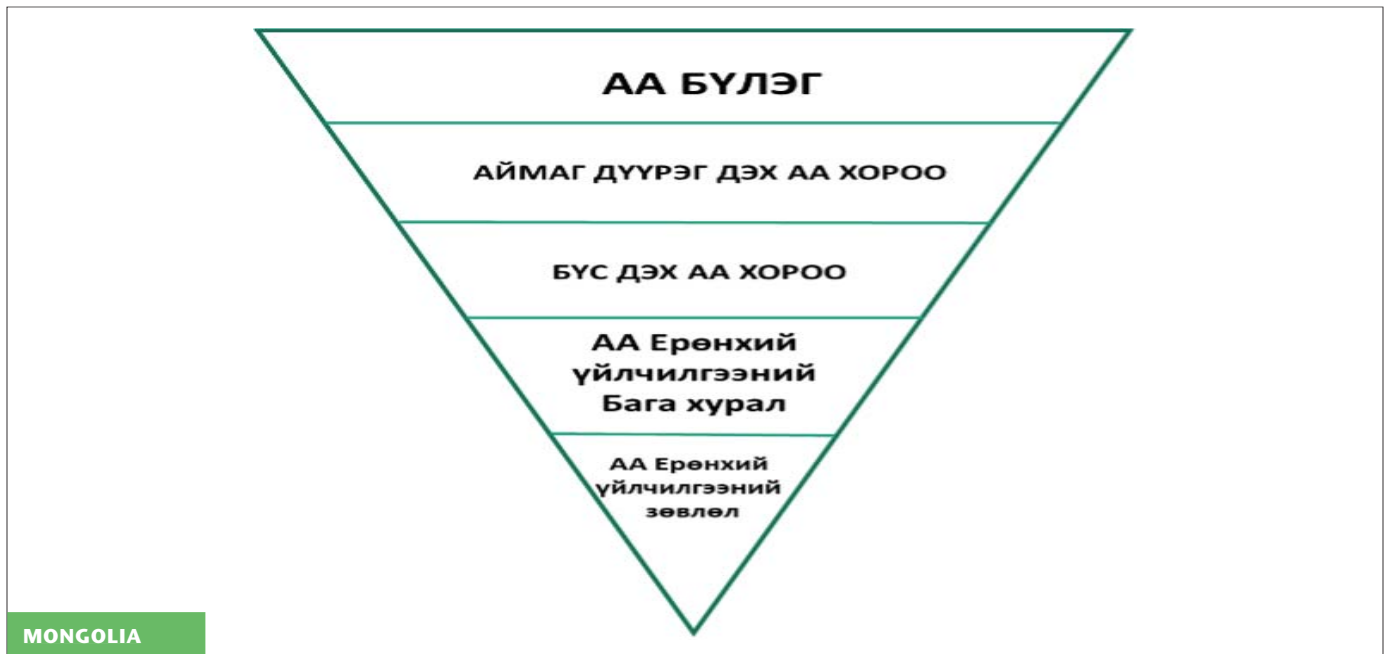 АА БҮЛЭГ
АЙМАГ ДҮҮРЭГ ДЭХ АА ХОРОО
БҮС ДЭХ АА ХОРОО
АА Ерөнхий
үйлчилгээний
Бага хурал
АА Ерөнхий
үйлчилгээний
зөвлөл
MONGOLIA